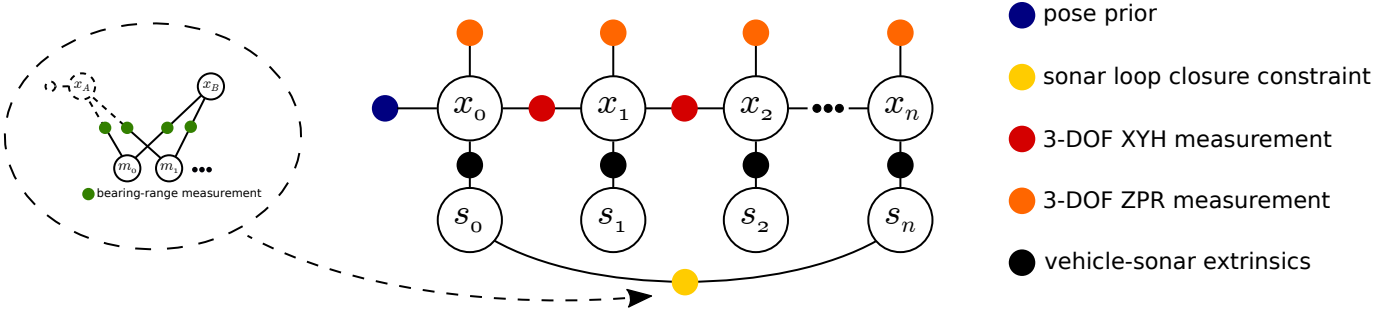 x_A x_B
m_0 m_1 •••
bearing-range measurement
x_0 x_1 x_2 ••• x_n
s_0 s_1 s_2 s_n
pose prior
sonar loop closure constraint
3-DOF XYH measurement
3-DOF ZPR measurement
vehicle-sonar extrinsics